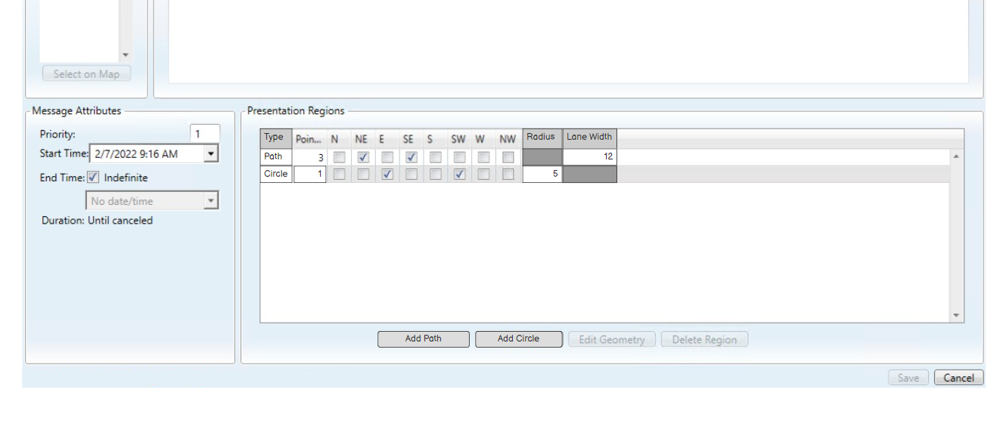 Select on Map
Message Attributes
Presentation Regions
Priority: 1
Start Time: 2/7/2022 9:16 AM
End Time: Indefinite
No date/time
Duration: Until canceled
Type Poin... N NE E SE S SW W NW Radius Lane Width
Path 3 12
Circle 1 5
Add Path Add Circle Edit Geometry Delete Region
Save Cancel